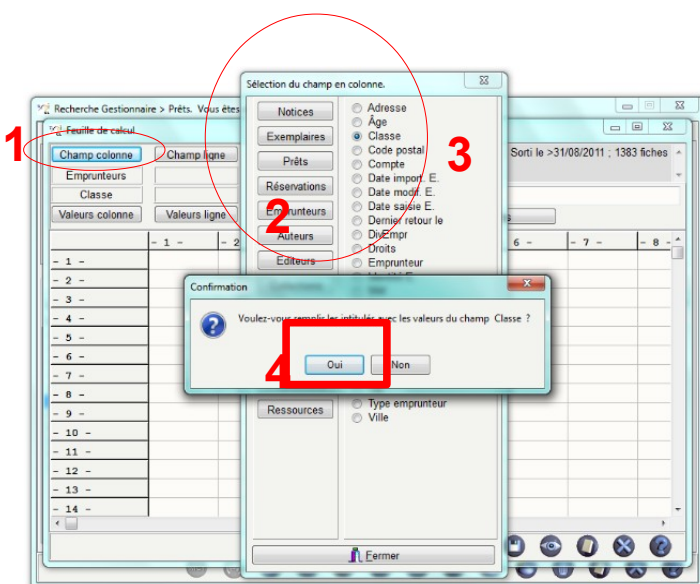 Sélection du champ en colonne.
Recherche Gestionnaire > Prêts. Vous êtes
Feuille de calcul
1
Champ colonne
Champ ligne
Emprunteurs
Classe
Valeurs colonne
Valeurs ligne
Sorti le >31/08/2011 ; 1383 fiches
Notices
Exemplaires
Prêts
Réservations
Emprunteurs
Auteurs
Editeurs
Ressources
2
Adresse
Âge
Classe
Code postal
Compte
Date import. E.
Date modif. E.
Date saisie E.
Dernier retour le
DivEmpr
Droits
Emprunteur
Type emprunteur
Ville
3
- 1 -
- 2
6 -
- 7 -
- 8 -
- 1 -
- 2 -
- 3 -
- 4 -
- 5 -
- 6 -
- 7 -
- 8 -
- 9 -
- 10 -
- 11 -
- 12 -
- 13 -
- 14 -
Confirmation
Voulez-vous remplir les intitulés avec les valeurs du champ Classe ?
4
Oui
Non
Fermer